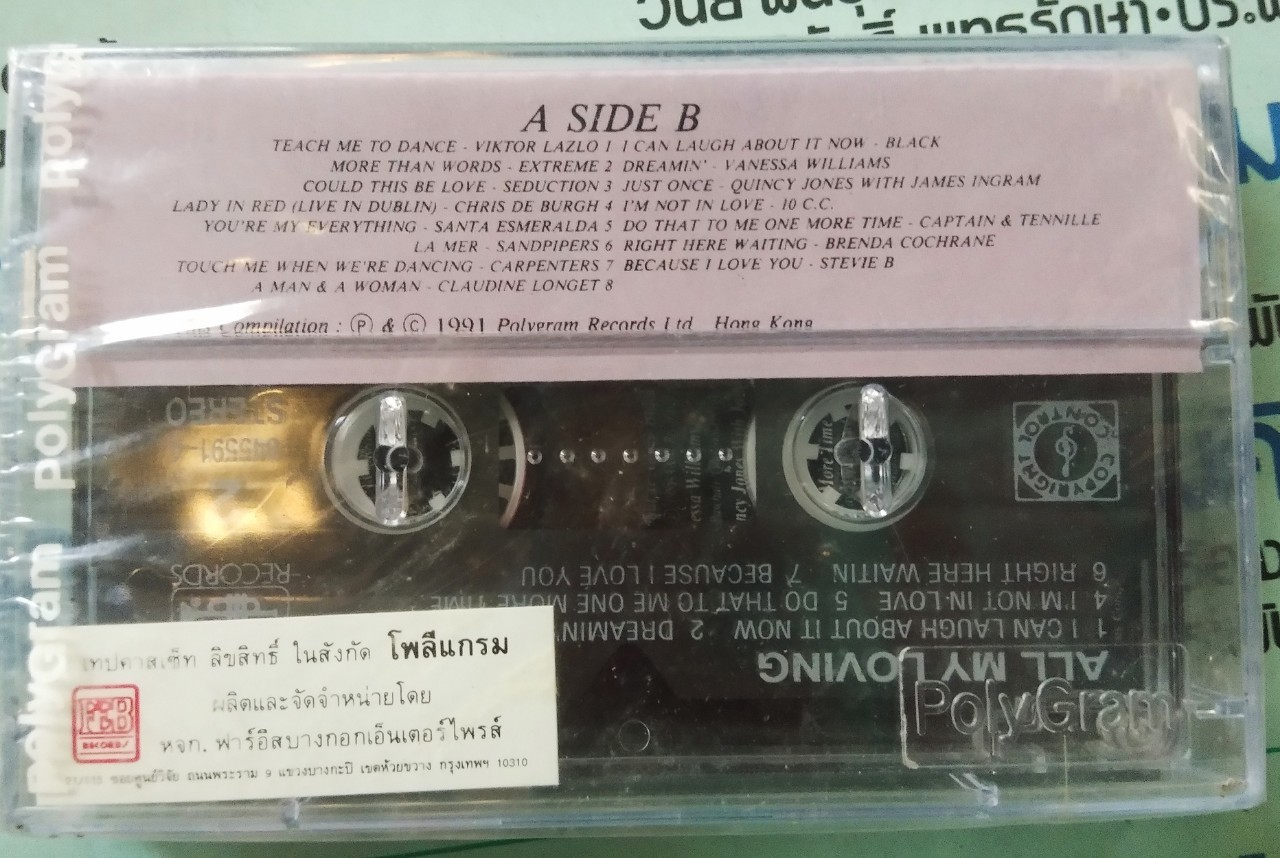 PolyGram
PolyGram
PolyGram
A SIDE B
TEACH ME TO DANCE - VIKTOR LAZLO 1 I CAN LAUGH ABOUT IT NOW - BLACK
MORE THAN WORDS - EXTREME 2 DREAMIN' - VANESSA WILLIAMS
COULD THIS BE LOVE - SEDUCTION 3 JUST ONCE - QUINCY JONES WITH JAMES INGRAM
LADY IN RED (LIVE IN DUBLIN) - CHRIS DE BURGH 4 I'M NOT IN LOVE - 10 C.C.
YOU'RE MY EVERYTHING - SANTA ESMERALDA 5 DO THAT TO ME ONE MORE TIME - CAPTAIN & TENNILLE
LA MER - SANDPIPERS 6 RIGHT HERE WAITING - BRENDA COCHRANE
TOUCH ME WHEN WE'RE DANCING - CARPENTERS 7 BECAUSE I LOVE YOU - STEVIE B
A MAN & A WOMAN - CLAUDINE LONGET 8
Compilation : Ⓟ & Ⓒ 1991 Polygram Records Ltd. Hong Kong
STEREO
COPYRIGHT CONTROL
More Time
RECORDS
ALL MY LOVING
1 I CAN LAUGH ABOUT IT NOW 2 DREAMIN'
4 I'M NOT IN LOVE 5 DO THAT TO ME ONE MORE TIME
6 RIGHT HERE WAITIN 7 BECAUSE I LOVE YOU
PolyGram
เทปคาสเซ็ท ลิขสิทธิ์ ในสังกัด โพลีแกรม
ผลิตและจัดจำหน่ายโดย
หจก. ฟาร์อีสบางกอกเอ็นเตอร์ไพรส์
ซอยศูนย์วิจัย ถนนพระราม 9 แขวงบางกะปิ เขตห้วยขวาง กรุงเทพฯ 10310
FEB
RECORDS